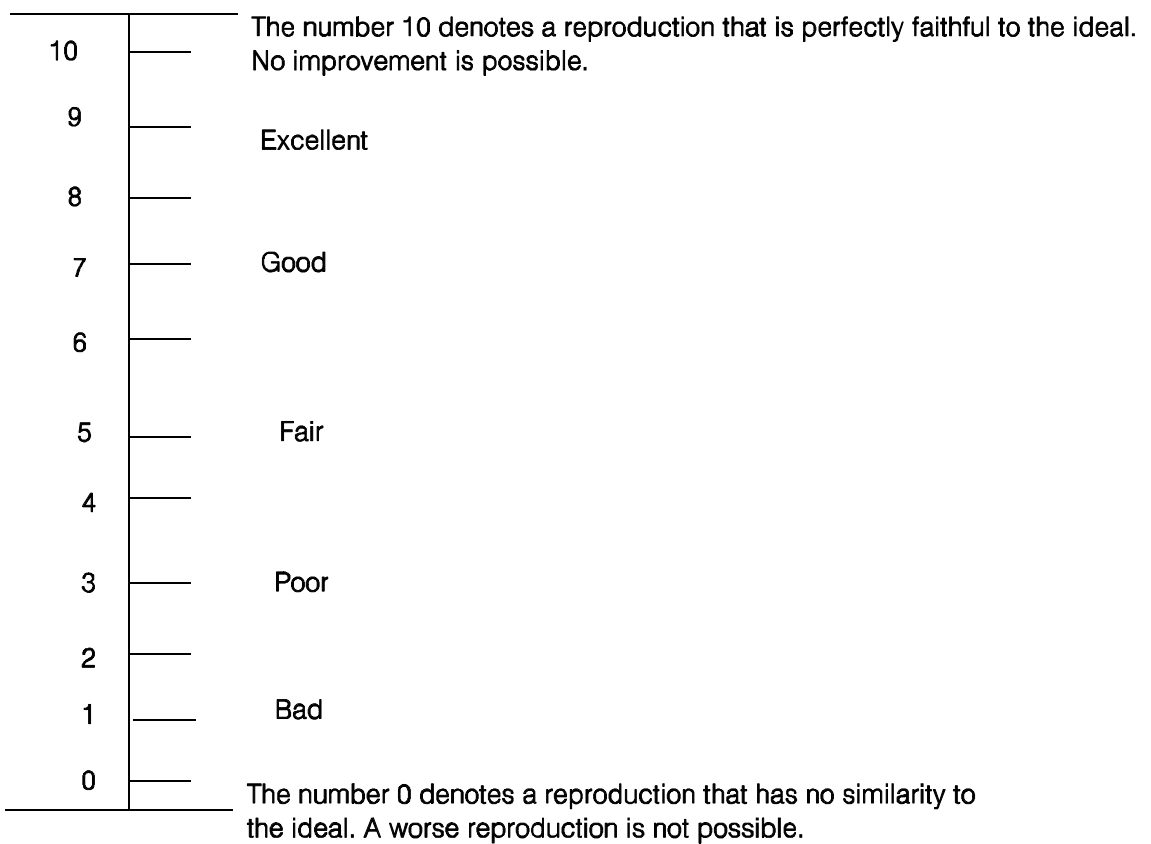 The number 10 denotes a reproduction that is perfectly faithful to the ideal.
10
No improvement is possible.
9
Excellent
8
7 Good
6
5 Fair
4
3 Poor
2
1 Bad
0
The number 0 denotes a reproduction that has no similarity to
the ideal. A worse reproduction is not possible.